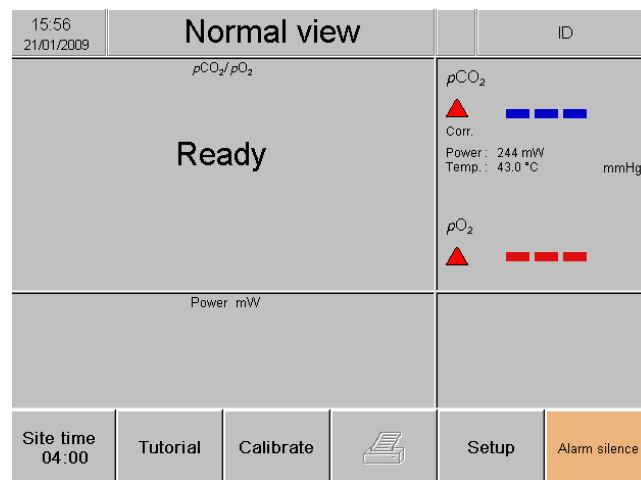 15:56
21/01/2009
Normal view
ID
pCO₂/pO₂
Ready
pCO₂
Corr.
Power: 244 mW
Temp.: 43.0 °C mmHg
pO₂
Power mW
Site time
04:00
Tutorial
Calibrate
Setup
Alarm silence